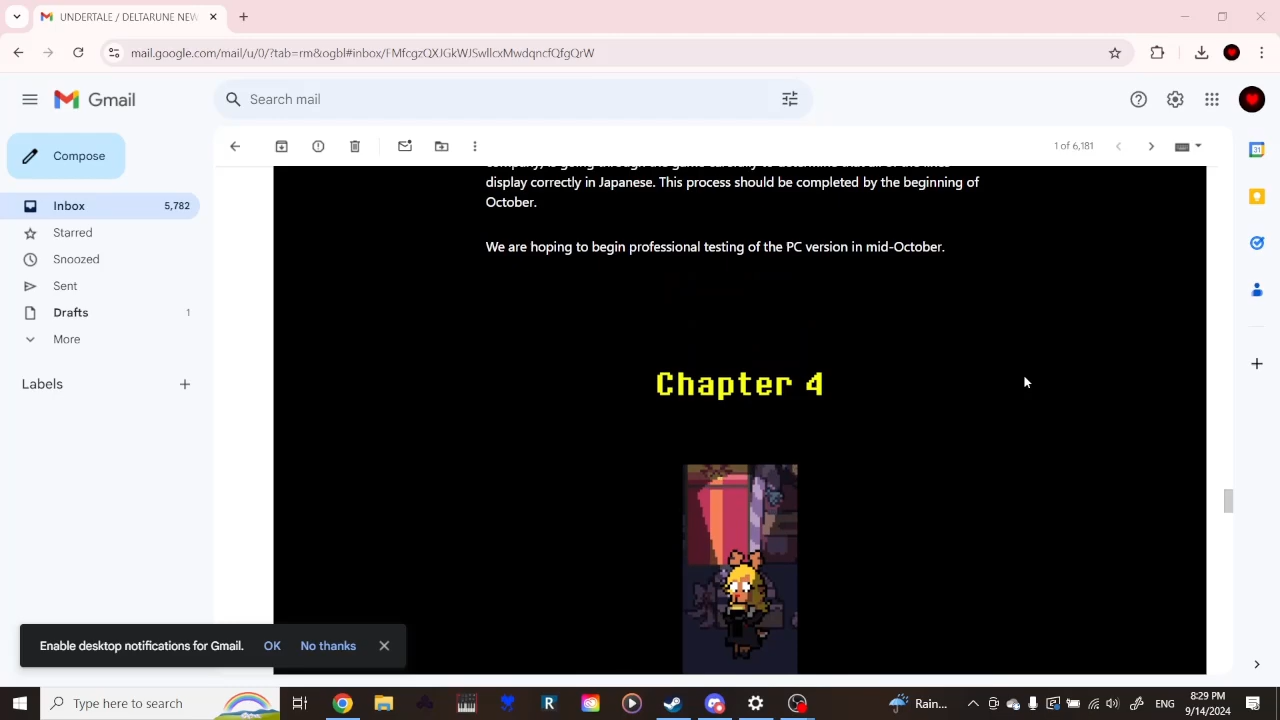 UNDERTALE / DELTARUNE NEW
mail.google.com/mail/u/0/?tab=rm&ogbl#inbox/FMfcgzQXJGkWJSwllcxMwdqncfQfgQrW
Gmail
Search mail
Compose
1 of 6,181
Inbox 5,782
Starred
Snoozed
Sent
Drafts 1
More
Labels
31
display correctly in Japanese. This process should be completed by the beginning of
October.
We are hoping to begin professional testing of the PC version in mid-October.
Chapter 4
Enable desktop notifications for Gmail. OK No thanks
Type here to search
Rain...
ENG
8:29 PM
9/14/2024